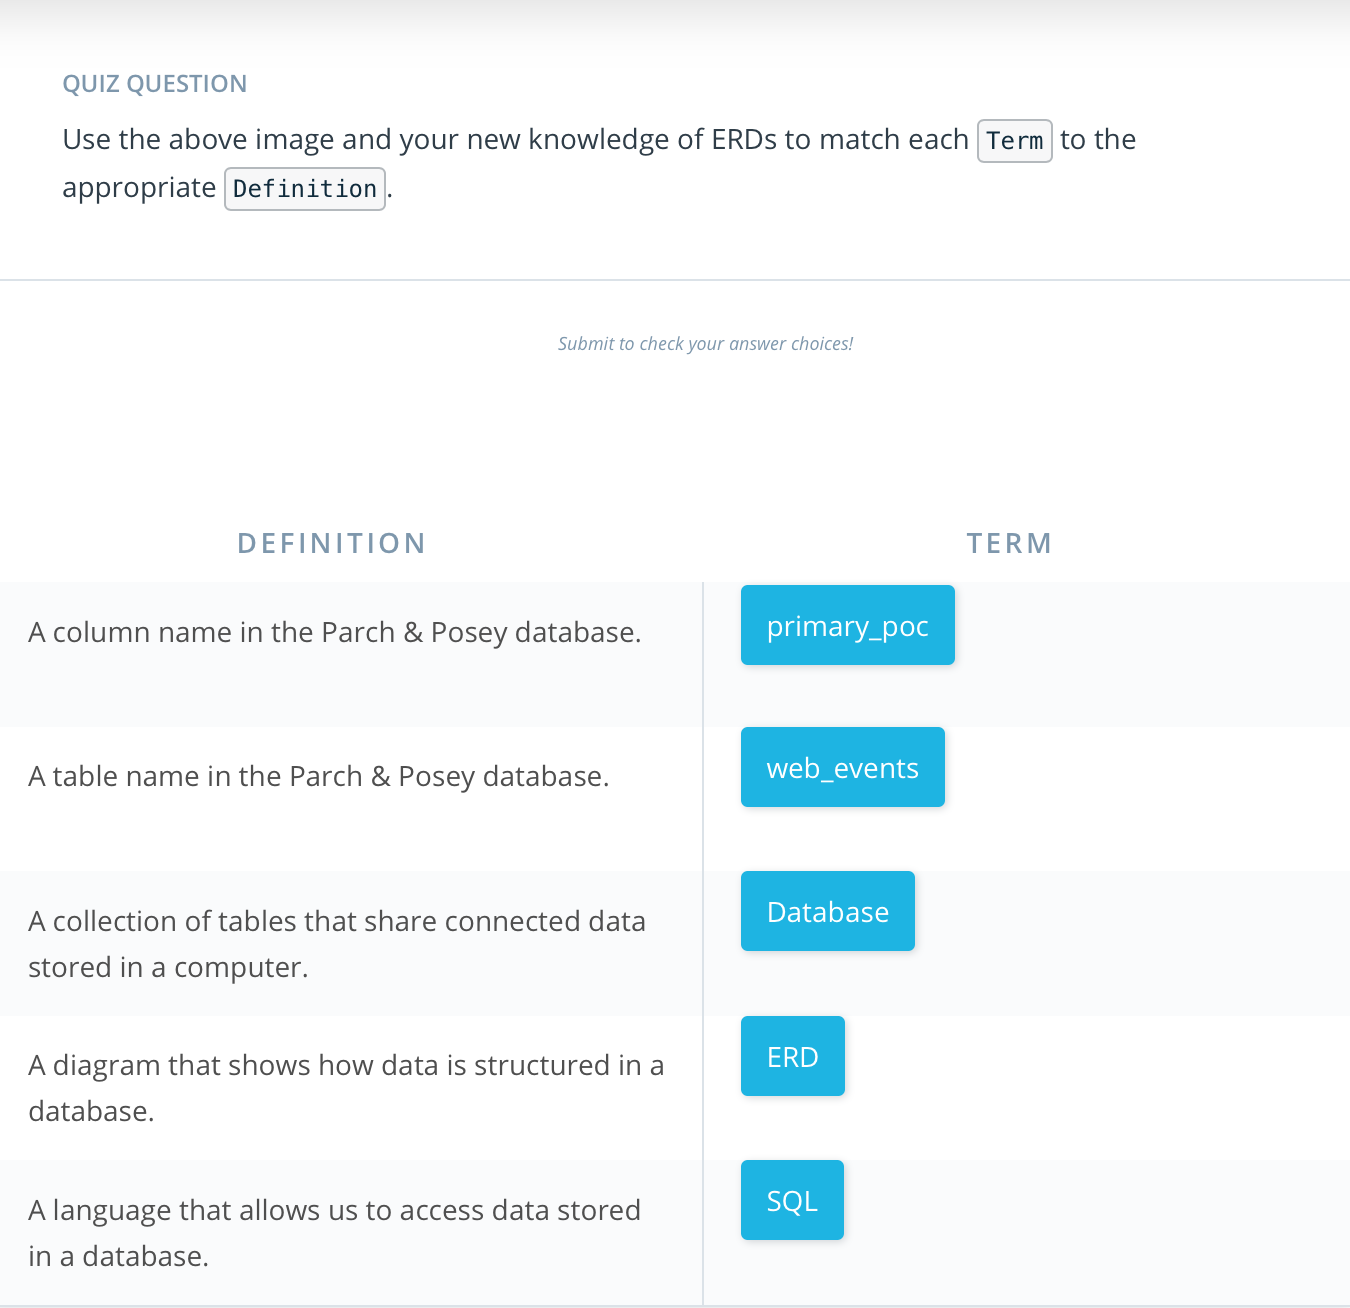 QUIZ QUESTION
Use the above image and your new knowledge of ERDs to match each Term to the
appropriate Definition.
Submit to check your answer choices!
DEFINITION TERM
A column name in the Parch & Posey database. primary_poc
A table name in the Parch & Posey database. web_events
A collection of tables that share connected data
stored in a computer.
Database
A diagram that shows how data is structured in a
database.
ERD
A language that allows us to access data stored
in a database.
SQL